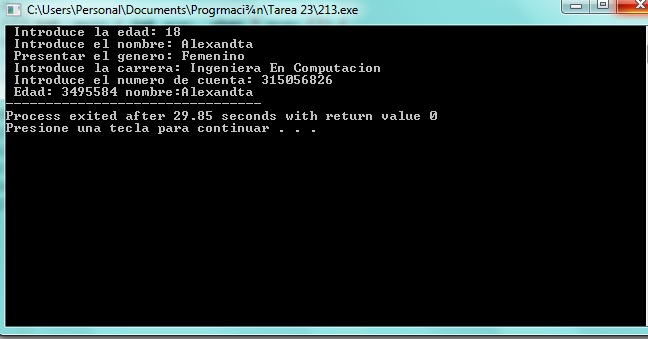 C:\Users\Personal\Documents\Progrmaci¾n\Tarea 23\213.exe
Introduce la edad: 18
Introduce el nombre: Alexandta
Presentar el genero: Femenino
Introduce la carrera: Ingeniera En Computacion
Introduce el numero de cuenta: 315056826
Edad: 3495584 nombre:Alexandta
--------------------------------
Process exited after 29.85 seconds with return value 0
Presione una tecla para continuar . . .